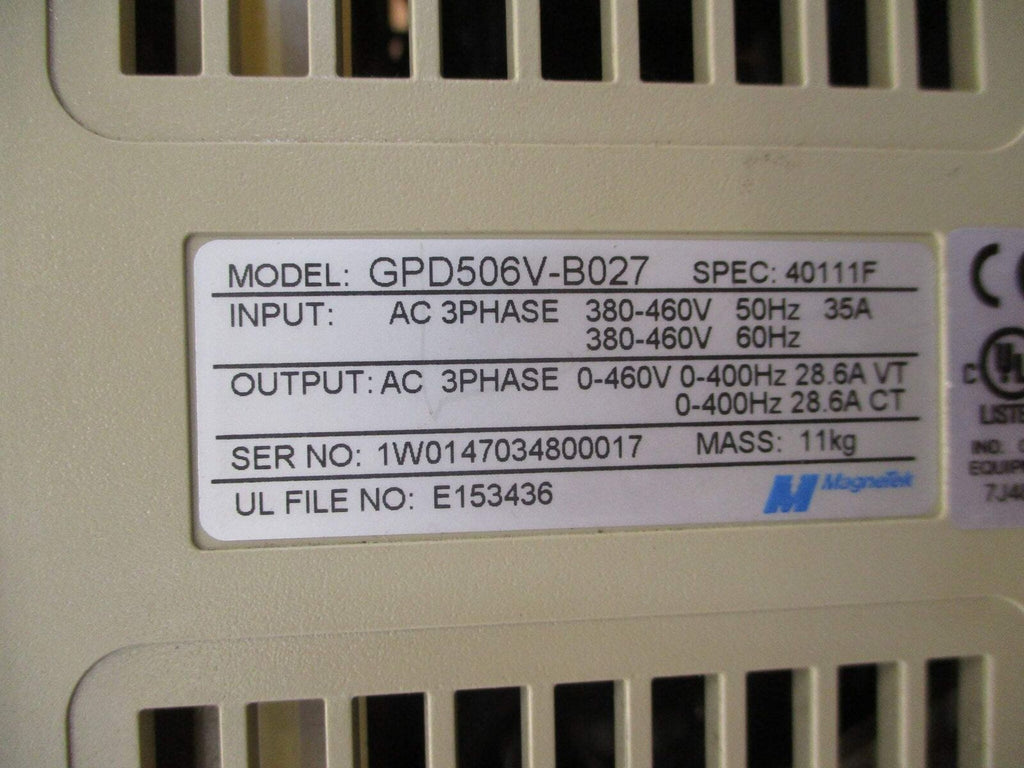 MODEL: GPD506V-B027 SPEC: 40111F
INPUT: AC 3PHASE 380-460V 50Hz 35A
380-460V 60Hz
OUTPUT: AC 3PHASE 0-460V 0-400Hz 28.6A VT
0-400Hz 28.6A CT
SER NO: 1W0147034800017 MASS: 11kg
UL FILE NO: E153436
MagneTek
C UL
IND.